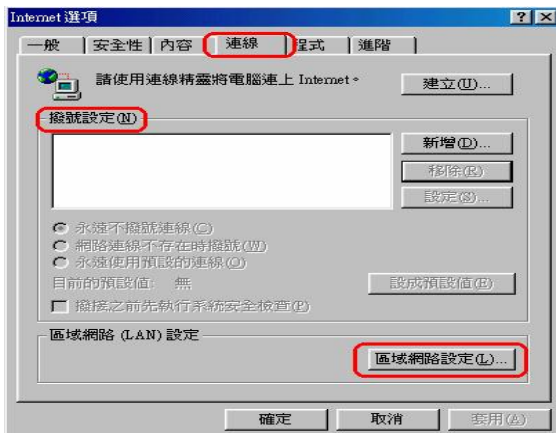 Internet 選項
一般 安全性 內容 連線 程式 進階
請使用連線精靈將電腦連上 Internet。
建立(U)...
撥號設定(N)
新增(D)...
移除(R)
設定(S)...
永遠不撥號連線(C)
網路連線不存在時撥號(W)
永遠使用預設的連線(O)
目前的預設值: 無
設成預設值(E)
撥接之前先執行系統安全檢查(P)
區域網路 (LAN) 設定
區域網路設定(L)...
確定 取消 套用(A)